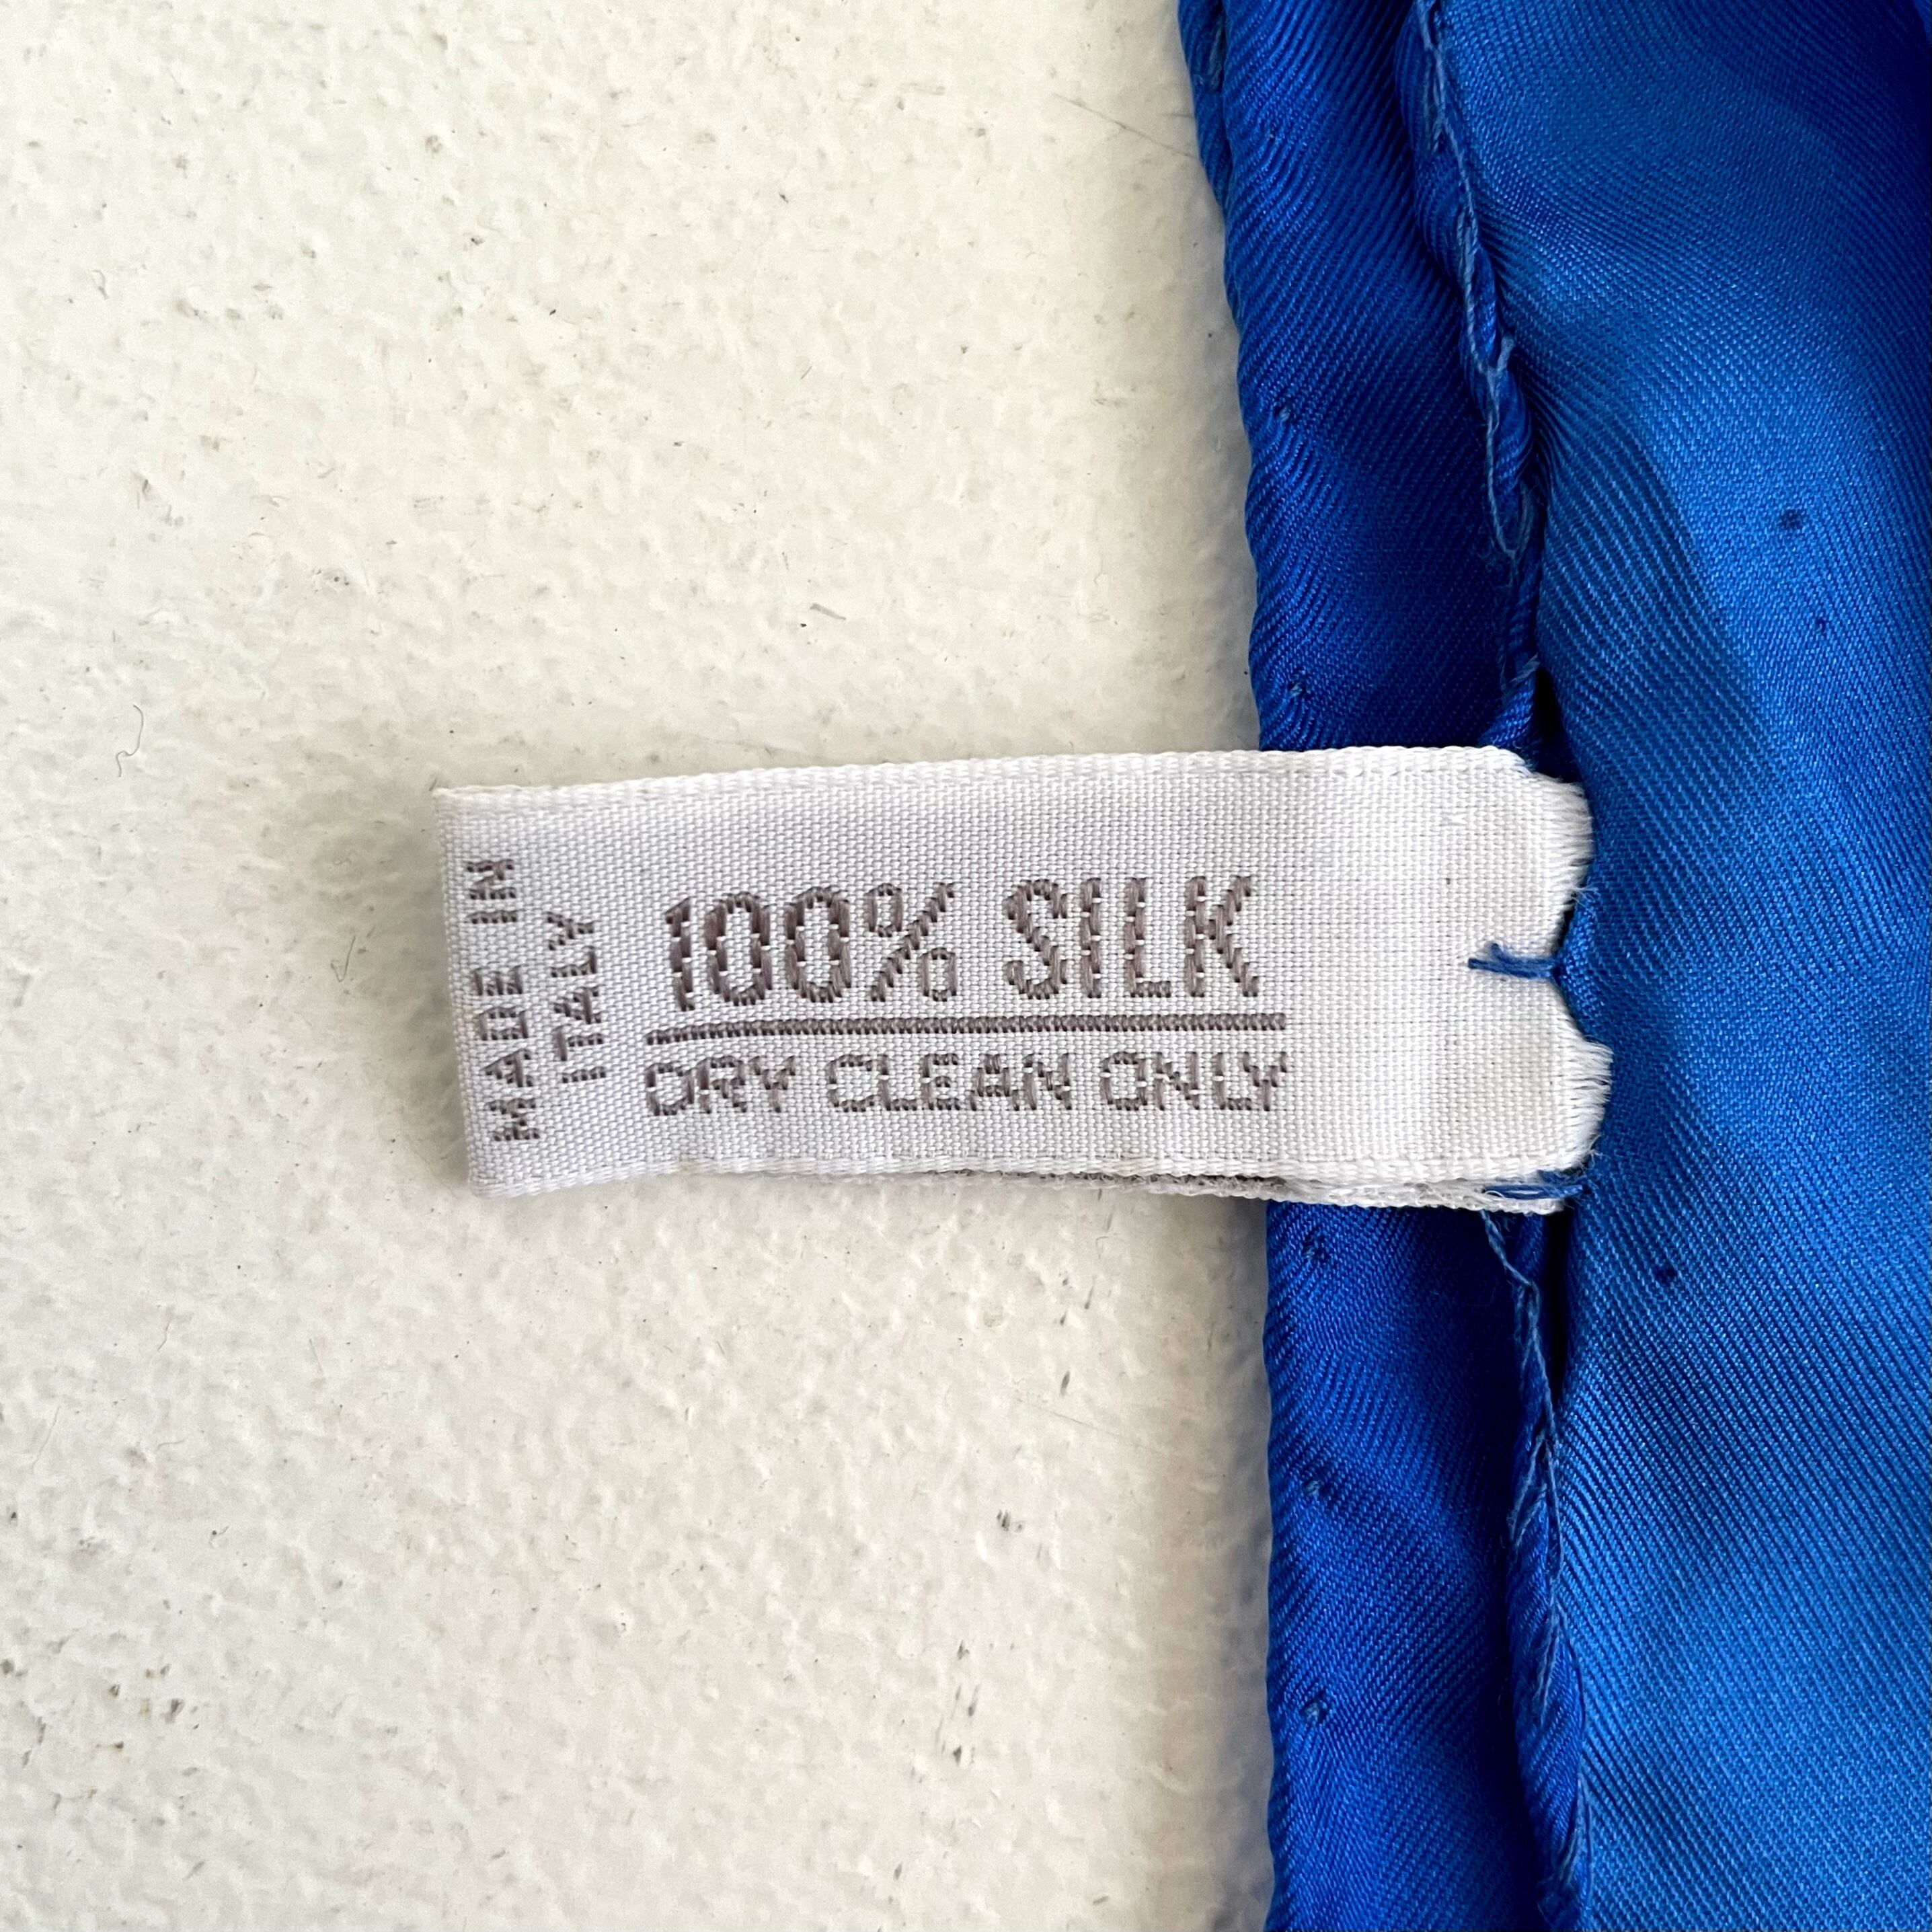 MADE IN
ITALY
100% SILK
DRY CLEAN ONLY